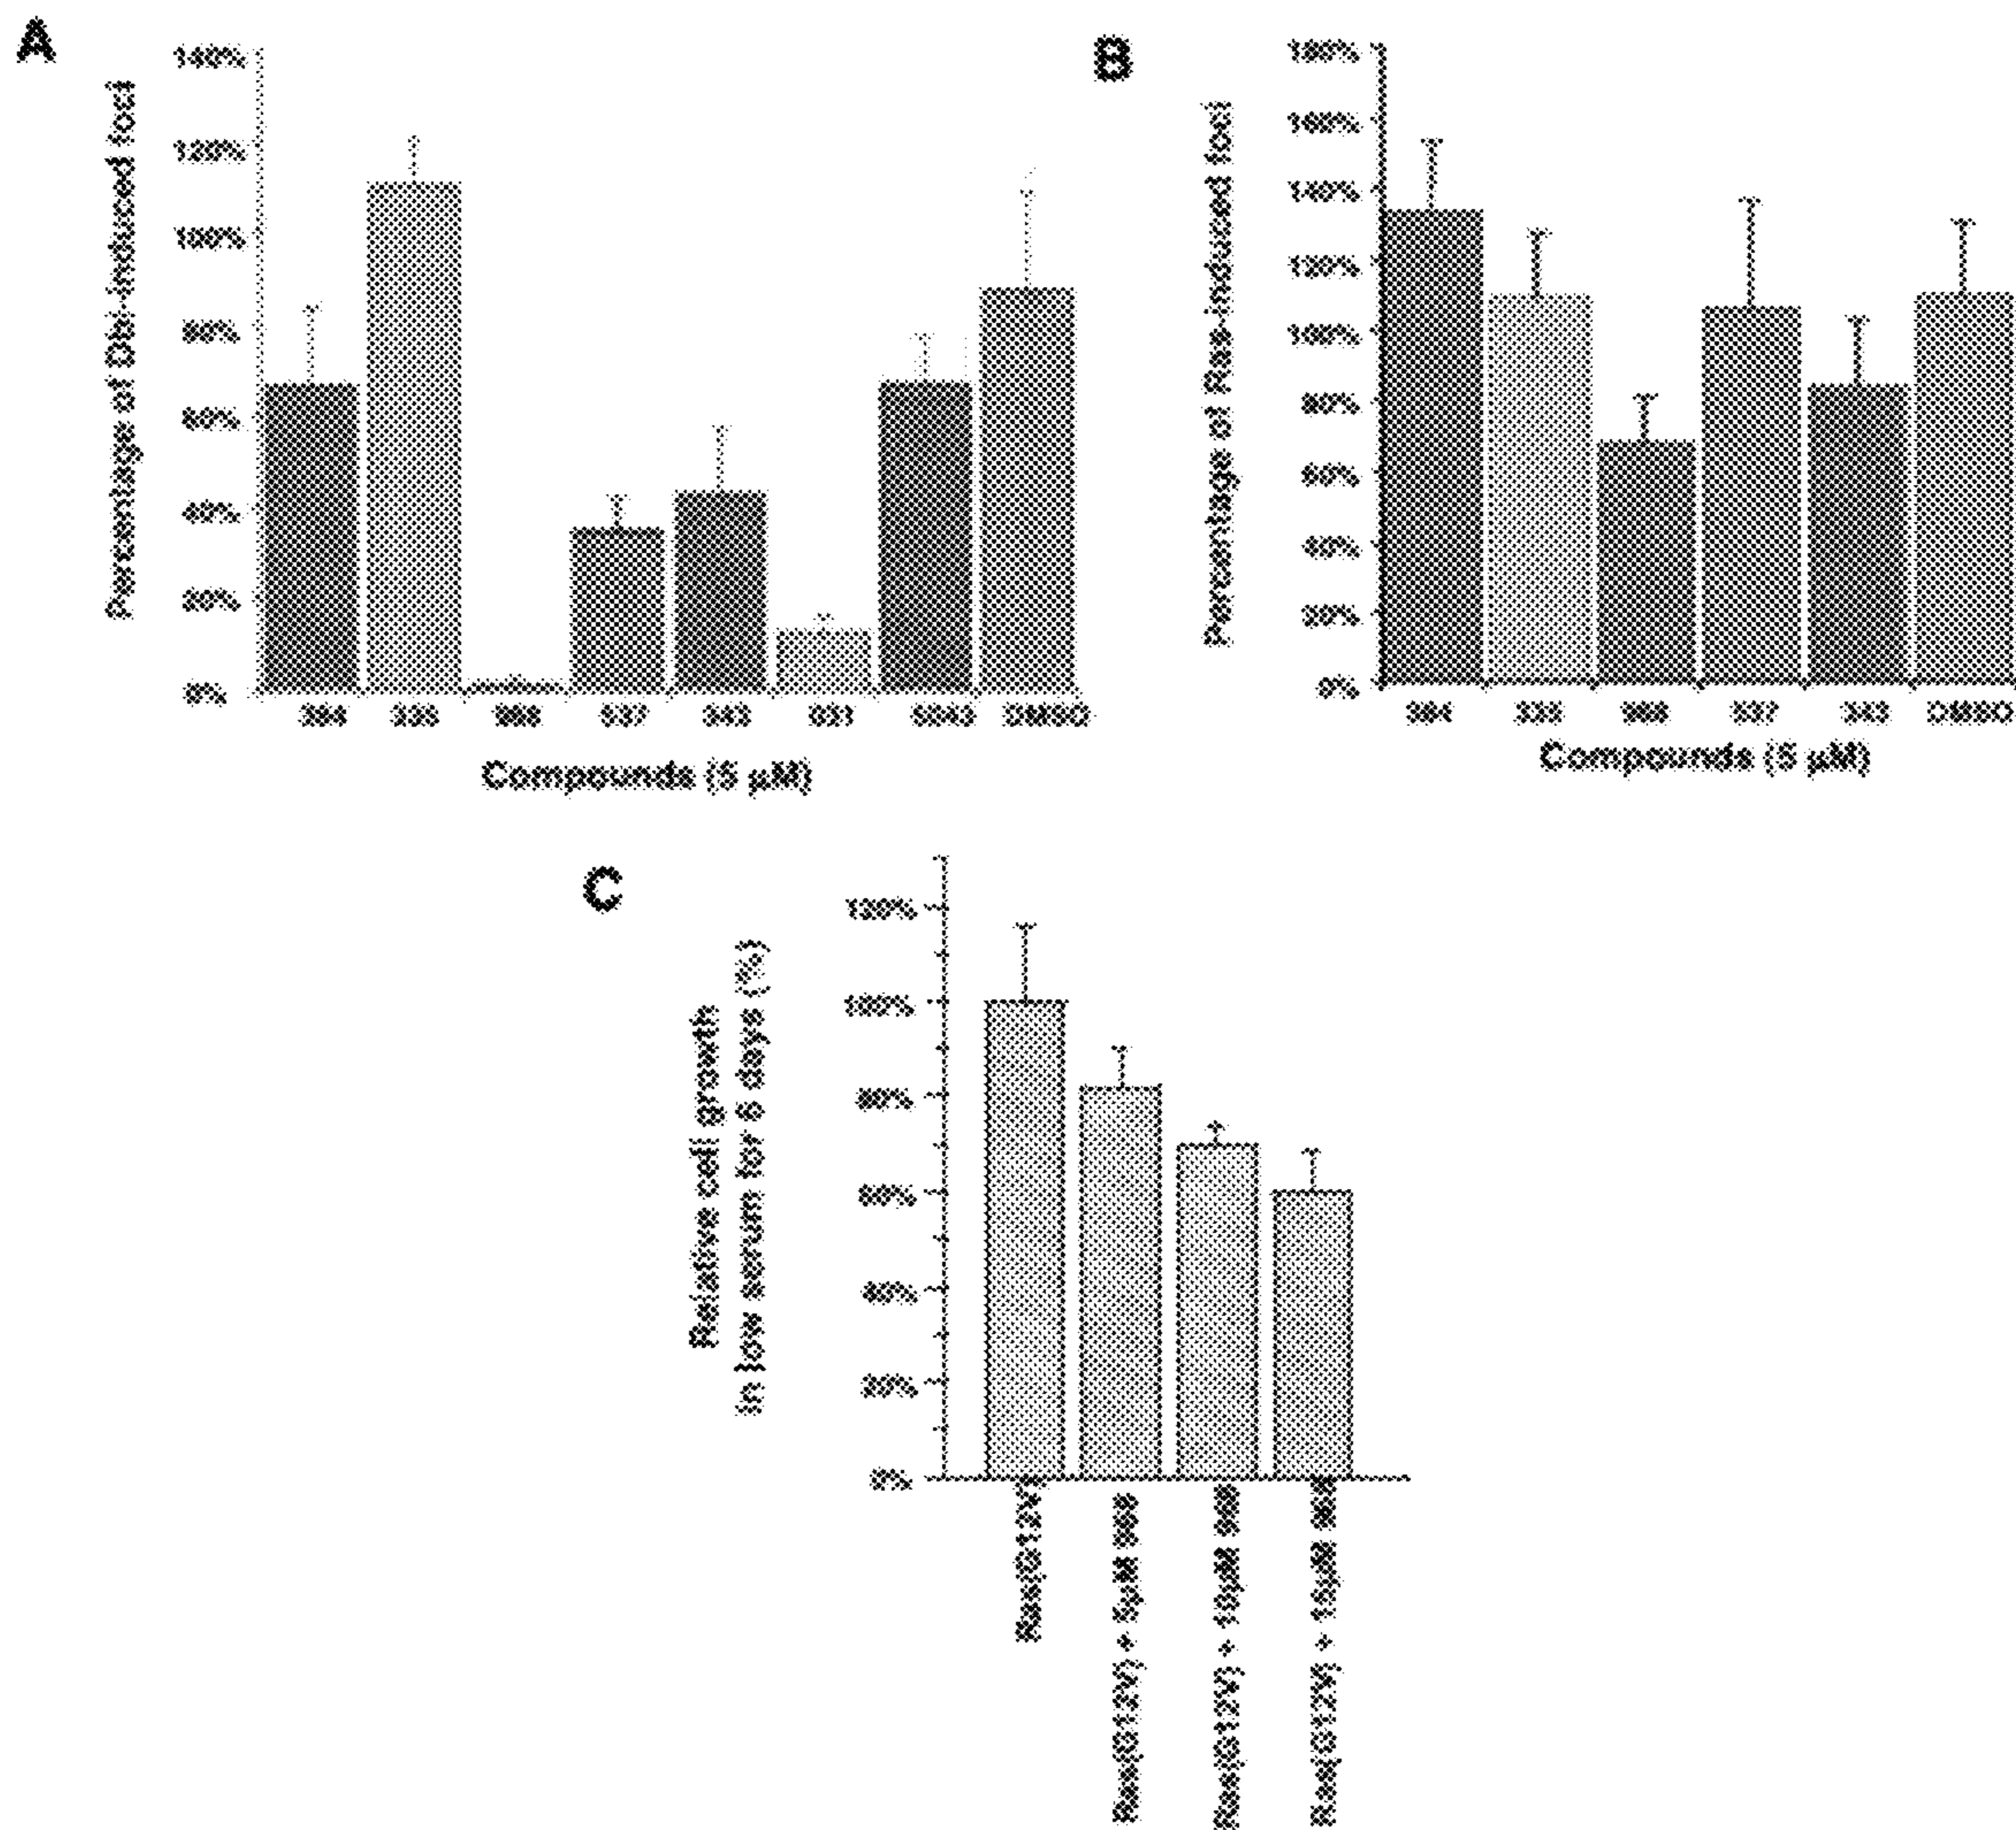 A
Percentage of Dbl-induced foci
140%
120%
100%
80%
60%
40%
20%
0%
384 335 968 537 343 031 5043 DMSO
Compounds (5 µM)
B
Percentage of Ras-induced foci
180%
160%
140%
120%
100%
80%
60%
40%
20%
0%
384 335 968 537 343 DMSO
Compounds (5 µM)
C
Relative cell growth
in low serum for 6 days (%)
120%
100%
80%
60%
40%
20%
0%
Ras(G12V)
Ras(G12V) + 5µM 968
Ras(G12V) + 10µM 968
Ras(G12V) + 15µM 968